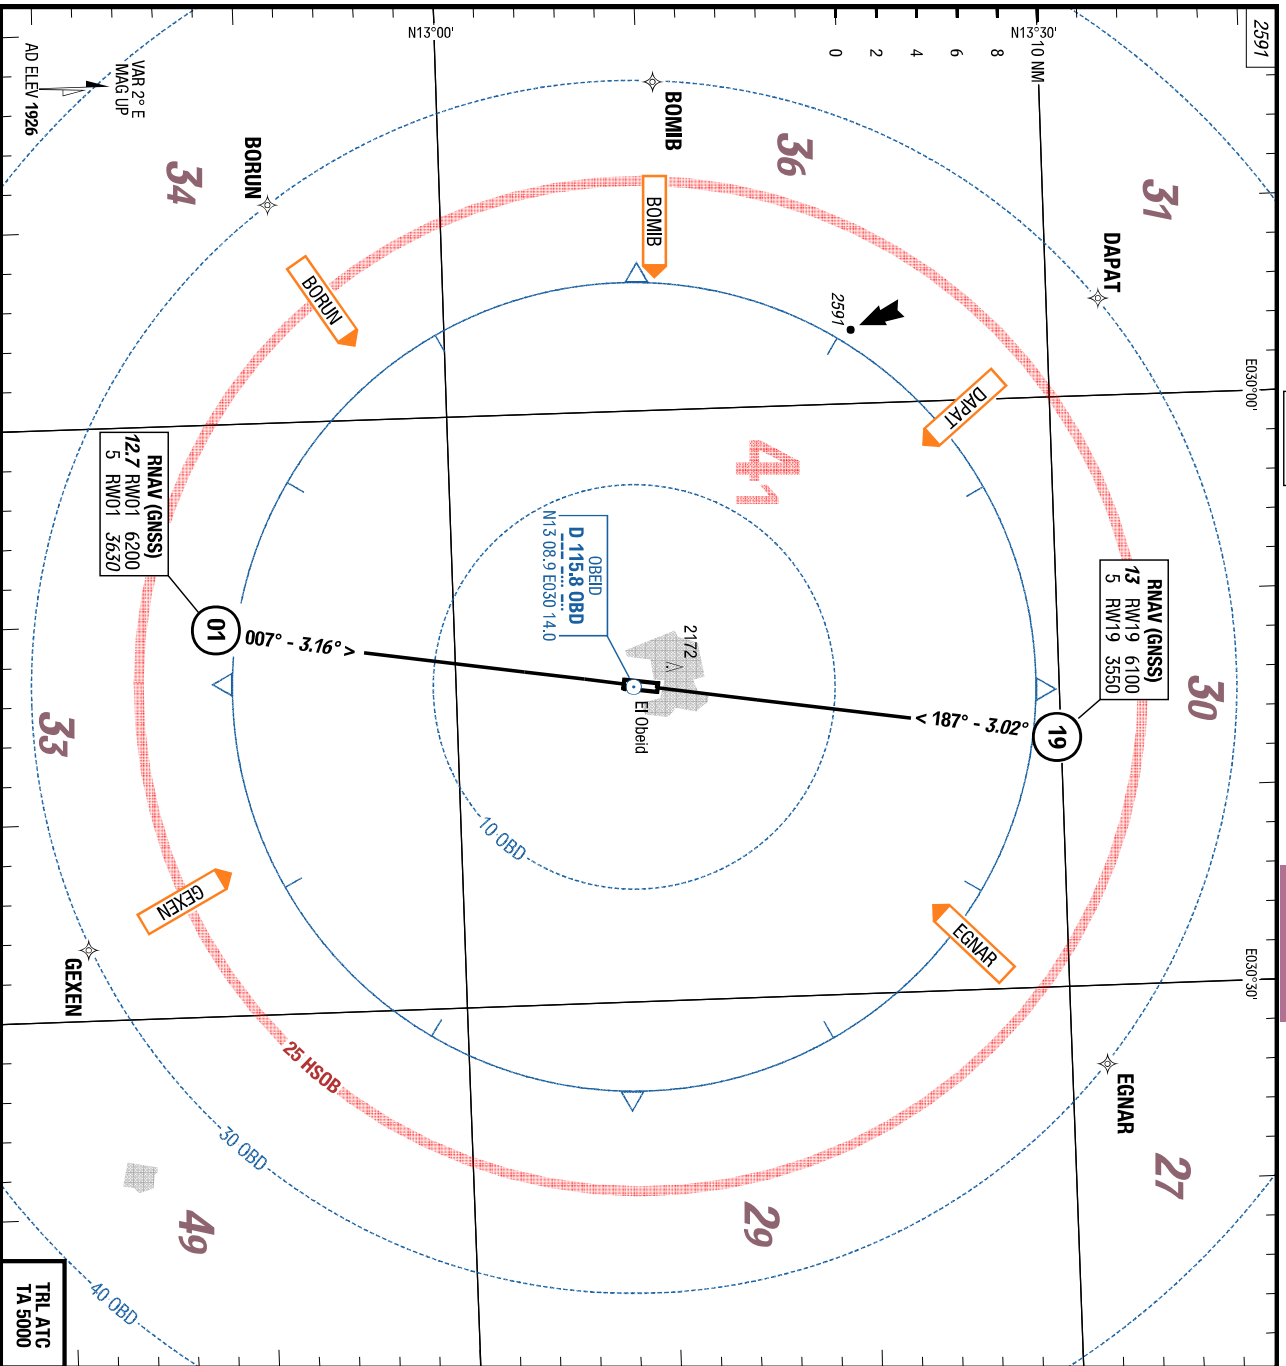 2591
N13°30'
10 NM
8
6
4
2
0
N13°00'
VAR 2° E
MAG UP
AD ELEV 1926
BOMIB
BORUN
DAPAT
36
34
31
BOMIB
BORUN
DAPAT
2591
E030°00'
41
RNAV (GNSS)
12.7 RW01 6200
5 RW01 3630
01
007° - 3.16° >
OBEID
D 115.8 OBD
N13 08.9 E030 14.0
2172
El Obeid
RNAV (GNSS)
13 RW19 6100
5 RW19 3550
< 187° - 3.02°
19
30
33
10 OBD
GEXEN
EGNAR
GEXEN
E030°30'
EGNAR
25 HSOB
30 OBD
27
29
49
40 OBD
TRL ATC
TA 5000